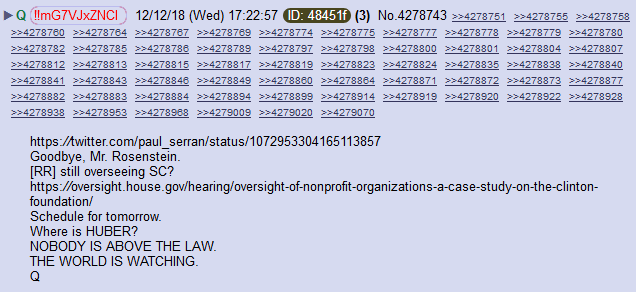 ▶ Q !!mG7VJxZNCI 12/12/18 (Wed) 17:22:57 ID: 48451f (3) No.4278743 >>4278751 >>4278755 >>4278758
>>4278760 >>4278764 >>4278767 >>4278769 >>4278774 >>4278775 >>4278777 >>4278778 >>4278779 >>4278780
>>4278782 >>4278785 >>4278786 >>4278789 >>4278797 >>4278798 >>4278800 >>4278801 >>4278804 >>4278807
>>4278808 >>4278813 >>4278815 >>4278817 >>4278819 >>4278823 >>4278824 >>4278835 >>4278838 >>4278840
>>4278841 >>4278843 >>4278846 >>4278849 >>4278860 >>4278864 >>4278871 >>4278872 >>4278873 >>4278877
>>4278882 >>4278883 >>4278884 >>4278894 >>4278899 >>4278914 >>4278919 >>4278920 >>4278922 >>4278928
>>4278938 >>4278953 >>4278968 >>4279009 >>4279020 >>4279070
https://twitter.com/paul_serran/status/1072953304165113857
Goodbye, Mr. Rosenstein.
[RR] still overseeing SC?
https://oversight.house.gov/hearing/oversight-of-nonprofit-organizations-a-case-study-on-the-clinton-
foundation/
Schedule for tomorrow.
Where is HUBER?
NOBODY IS ABOVE THE LAW.
THE WORLD IS WATCHING.
Q